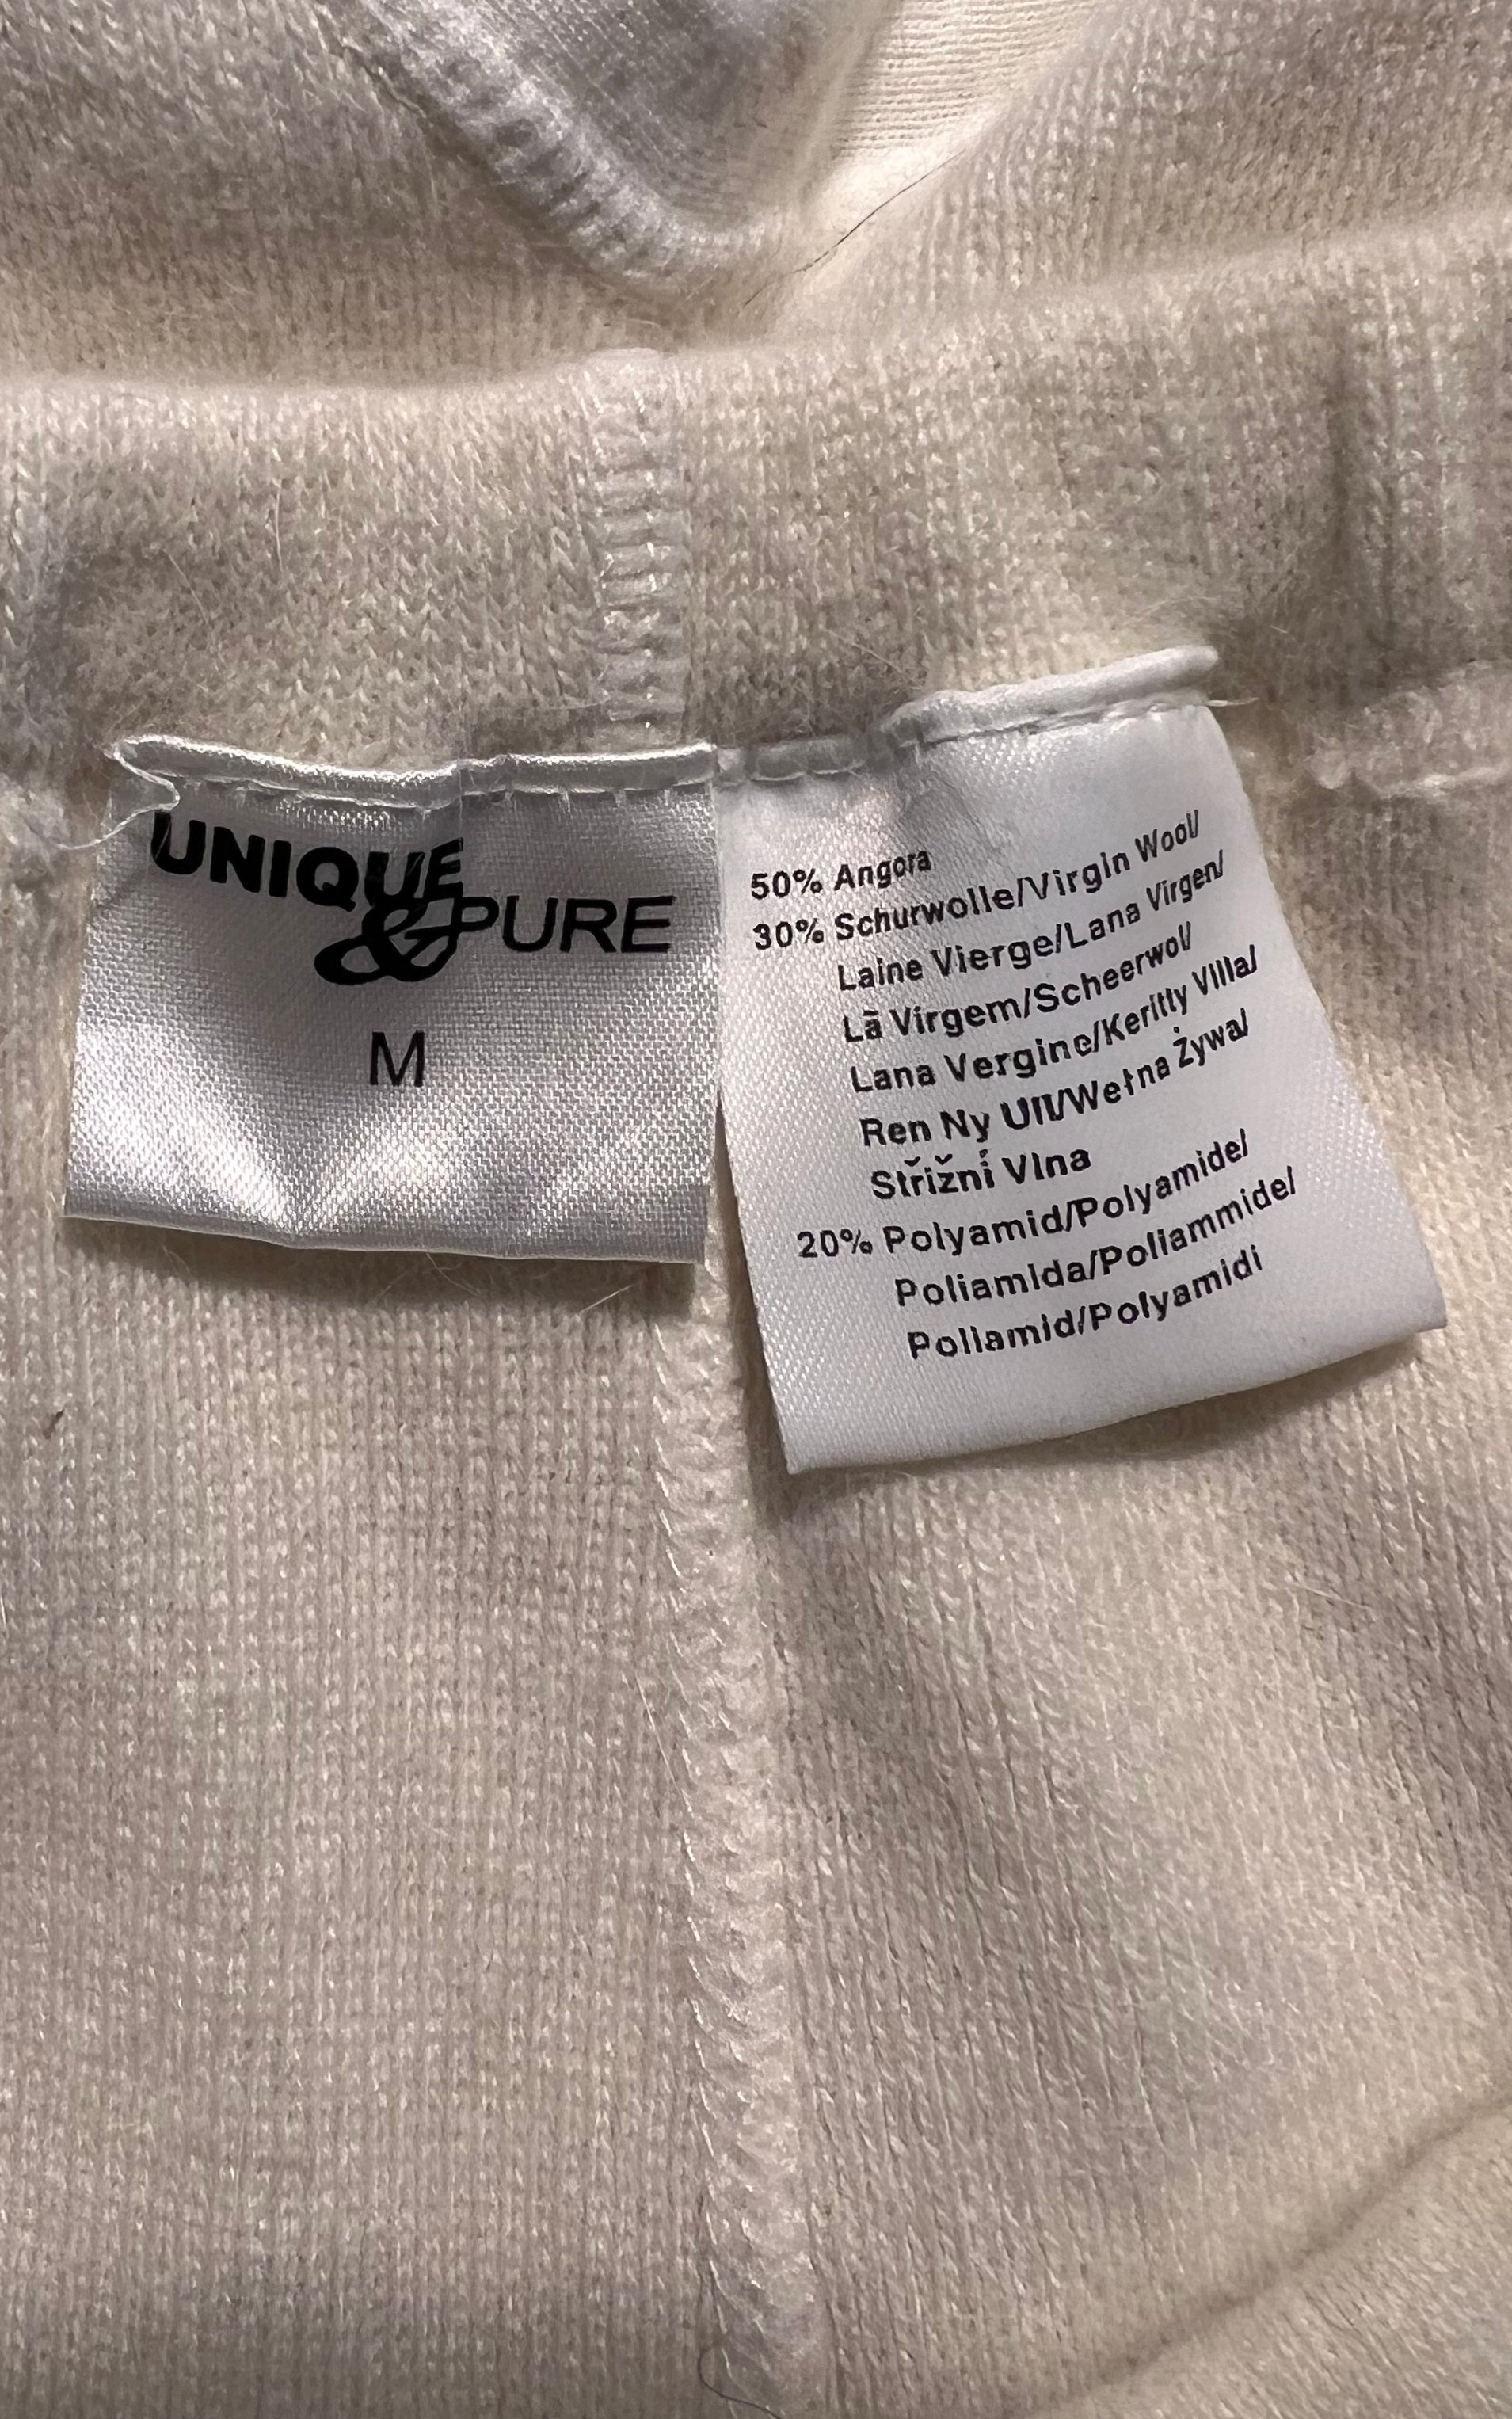 UNIQUE
&PURE
M
50% Angora
30% Schurwolle/Virgin Wool/
Laine Vierge/Lana Virgen/
Lã Virgem/Scheerwol/
Lana Vergine/Keritty Villa/
Ren Ny Ull/Wełna Żywa/
Střižní Vlna
20% Polyamid/Polyamide/
Poliamida/Poliammide/
Poliamid/Polyamidi